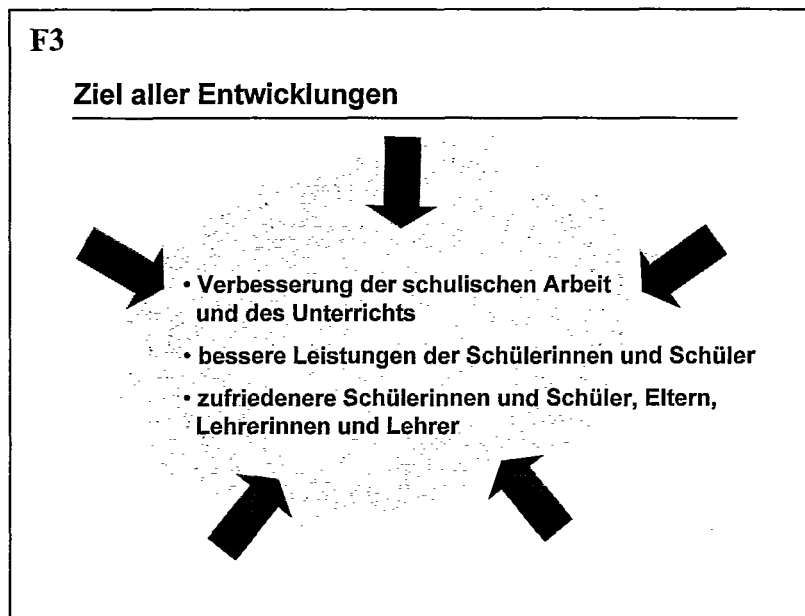 F3
Ziel aller Entwicklungen
• Verbesserung der schulischen Arbeit
und des Unterrichts
• bessere Leistungen der Schülerinnen und Schüler
• zufriedenere Schülerinnen und Schüler, Eltern,
Lehrerinnen und Lehrer